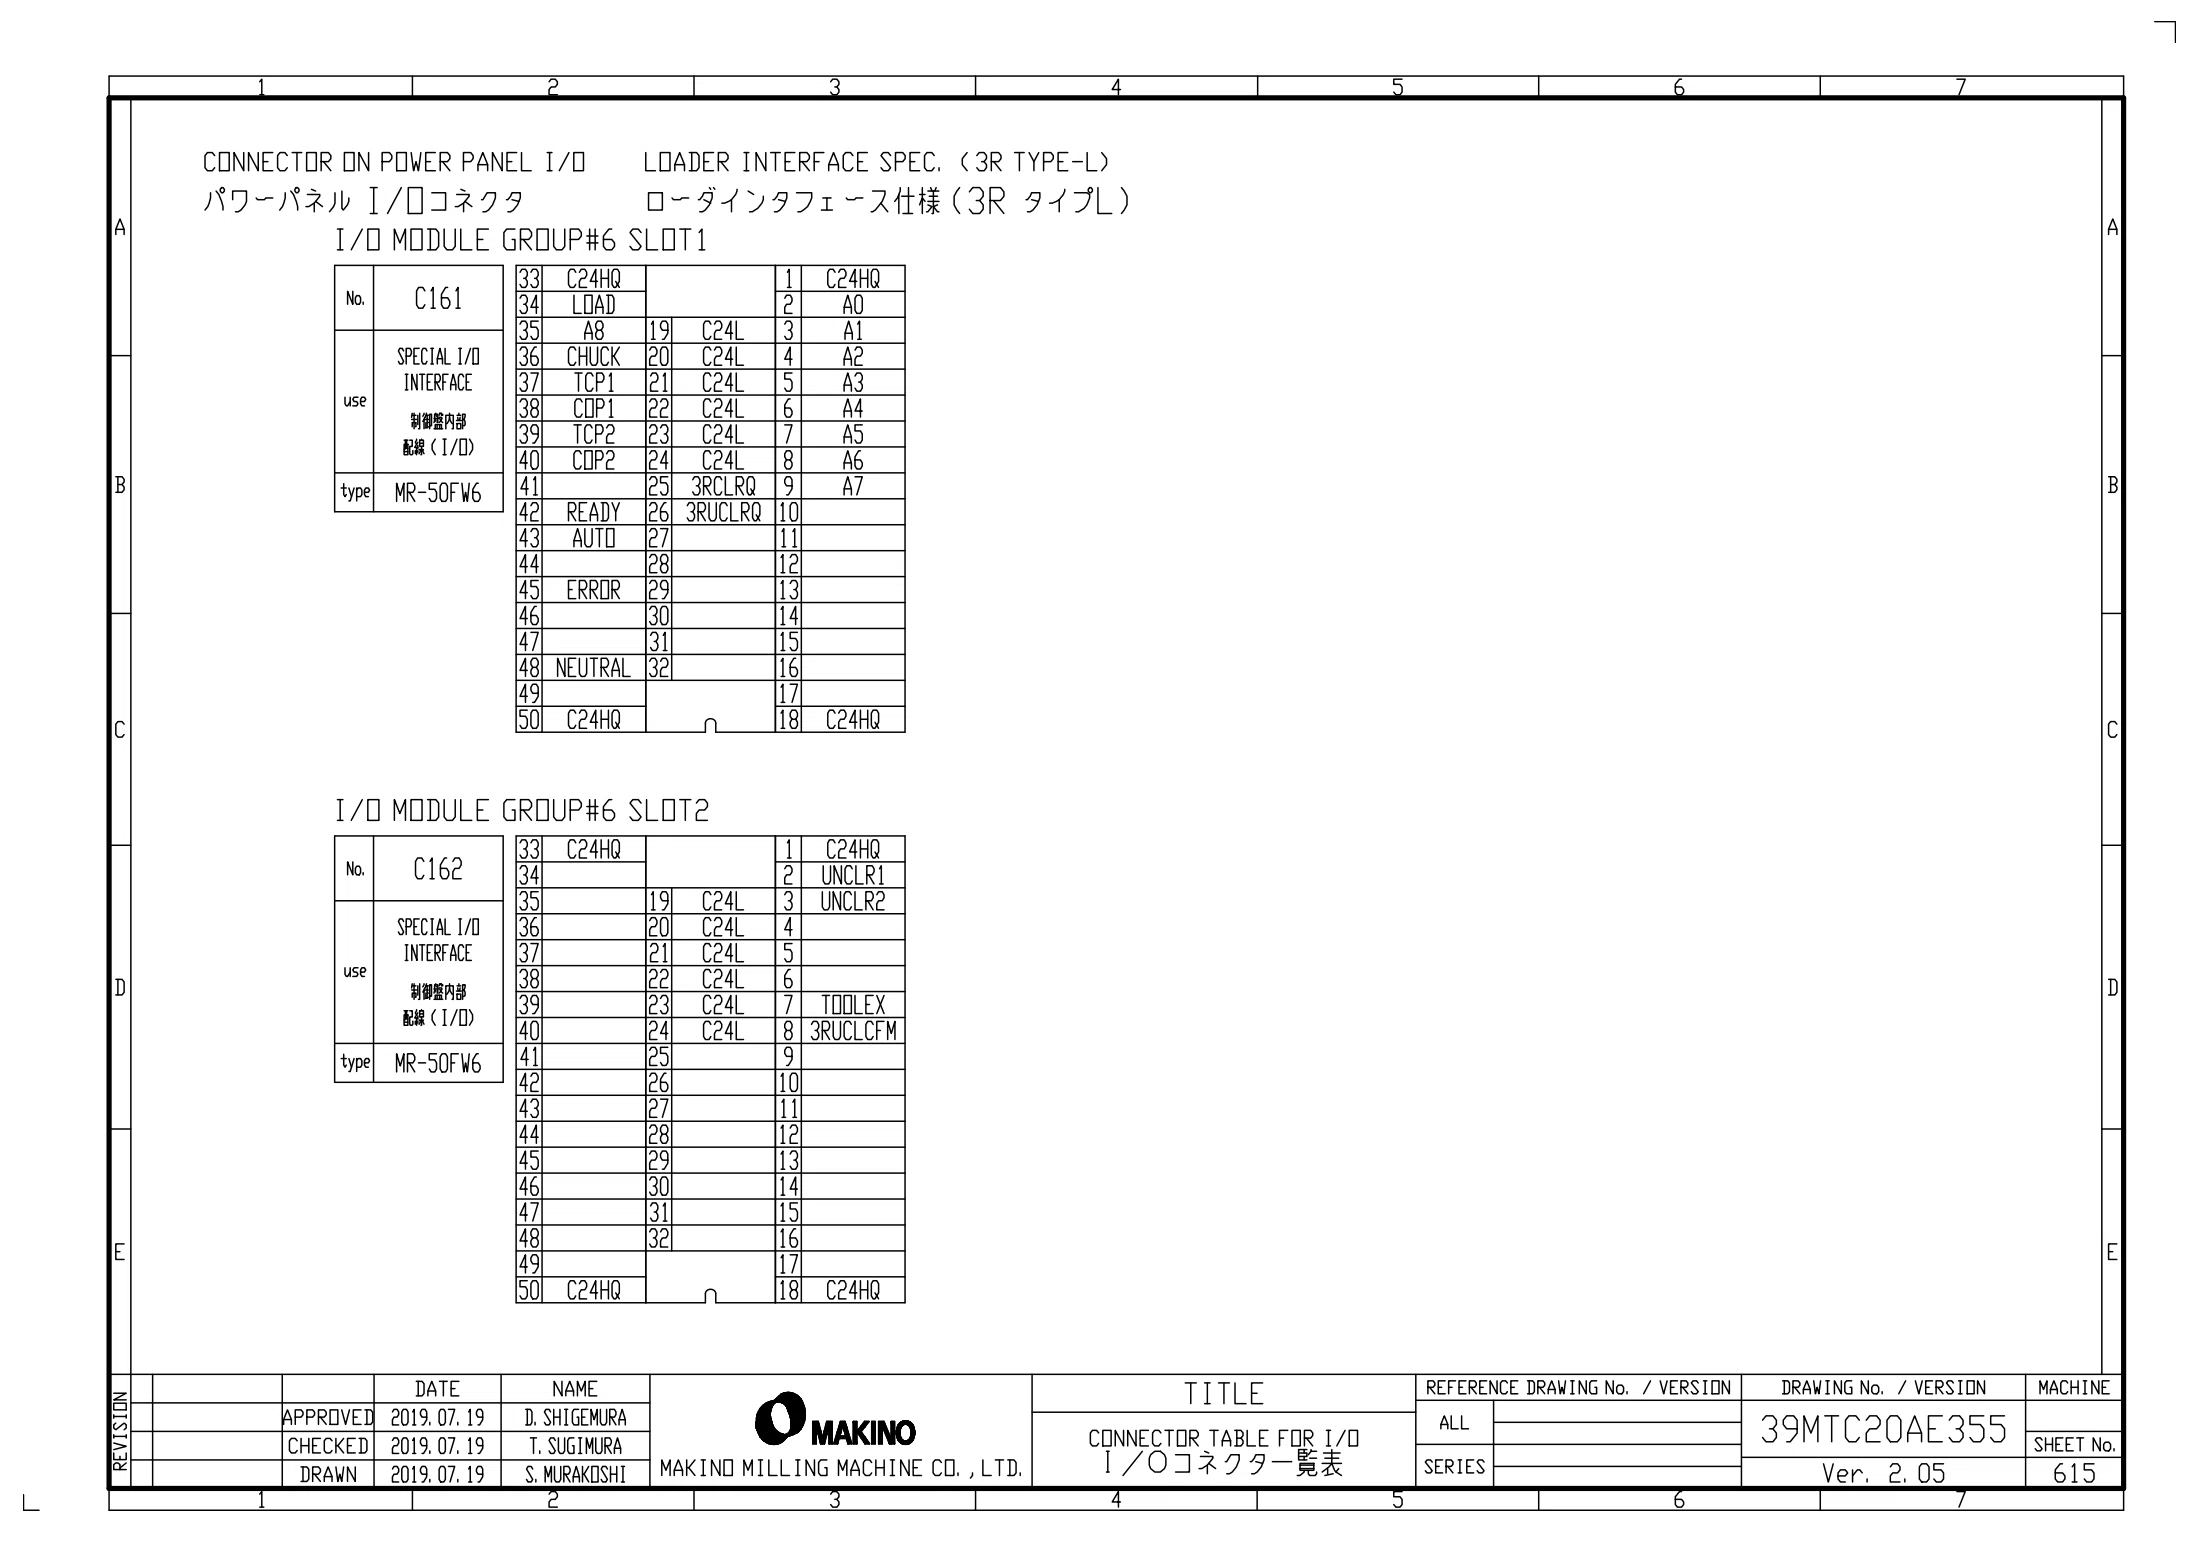 1 2 3 4 5 6 7
CONNECTOR ON POWER PANEL I/O LOADER INTERFACE SPEC. (3R TYPE-L)
パワーパネル I/Oコネクタ ローダインタフェース仕様(3R タイプL)
A A
B B
C C
D D
E E
I/O MODULE GROUP#6 SLOT1
No. C161
use SPECIAL I/O
INTERFACE
制御盤内部
配線(I/O)
type MR-50FW6
33 C24HQ 1 C24HQ
34 LOAD 2 A0
35 A8 19 C24L 3 A1
36 CHUCK 20 C24L 4 A2
37 TCP1 21 C24L 5 A3
38 COP1 22 C24L 6 A4
39 TCP2 23 C24L 7 A5
40 COP2 24 C24L 8 A6
41 25 3RCLRQ 9 A7
42 READY 26 3RUCLRQ 10
43 AUTO 27 11
44 28 12
45 ERROR 29 13
46 30 14
47 31 15
48 NEUTRAL 32 16
49 17
50 C24HQ 18 C24HQ
I/O MODULE GROUP#6 SLOT2
No. C162
use SPECIAL I/O
INTERFACE
制御盤内部
配線(I/O)
type MR-50FW6
33 C24HQ 1 C24HQ
34 2 UNCLR1
35 19 C24L 3 UNCLR2
36 20 C24L 4
37 21 C24L 5
38 22 C24L 6
39 23 C24L 7 TOOLEX
40 24 C24L 8 3RUCLCFM
41 25 9
42 26 10
43 27 11
44 28 12
45 29 13
46 30 14
47 31 15
48 32 16
49 17
50 C24HQ 18 C24HQ
REVISION
DATE NAME
APPROVED 2019.07.19 D. SHIGEMURA
CHECKED 2019.07.19 T. SUGIMURA
DRAWN 2019.07.19 S. MURAKOSHI
MAKINO
MAKINO MILLING MACHINE CO.,LTD.
TITLE
CONNECTOR TABLE FOR I/O
I/Oコネクタ一覧表
REFERENCE DRAWING No. / VERSION
ALL
SERIES
DRAWING No. / VERSION
39MTC20AE355
Ver. 2.05
MACHINE
SHEET No.
615
1 2 3 4 5 6 7